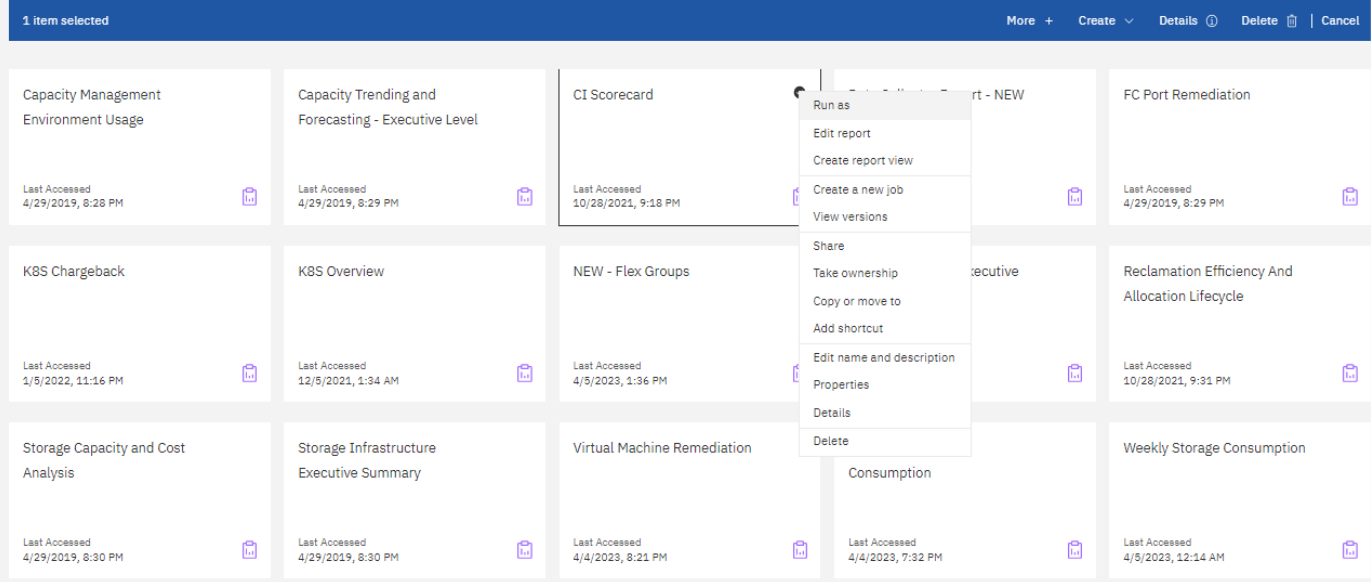 1 item selected
More +
Create
Details
Delete
Cancel
Capacity Management
Environment Usage
Last Accessed
4/29/2019, 8:28 PM
Capacity Trending and
Forecasting - Executive Level
Last Accessed
4/29/2019, 8:29 PM
CI Scorecard
Last Accessed
10/28/2021, 9:18 PM
rt - NEW
FC Port Remediation
Last Accessed
4/29/2019, 8:29 PM
Run as
Edit report
Create report view
Create a new job
View versions
Share
Take ownership
Copy or move to
Add shortcut
Edit name and description
Properties
Details
Delete
K8S Chargeback
Last Accessed
1/5/2022, 11:16 PM
K8S Overview
Last Accessed
12/5/2021, 1:34 AM
NEW - Flex Groups
Last Accessed
4/5/2023, 1:36 PM
ecutive
Reclamation Efficiency And
Allocation Lifecycle
Last Accessed
10/28/2021, 9:31 PM
Storage Capacity and Cost
Analysis
Last Accessed
4/29/2019, 8:30 PM
Storage Infrastructure
Executive Summary
Last Accessed
4/29/2019, 8:30 PM
Virtual Machine Remediation
Last Accessed
4/4/2023, 8:21 PM
Consumption
Last Accessed
4/4/2023, 7:32 PM
Weekly Storage Consumption
Last Accessed
4/5/2023, 12:14 AM